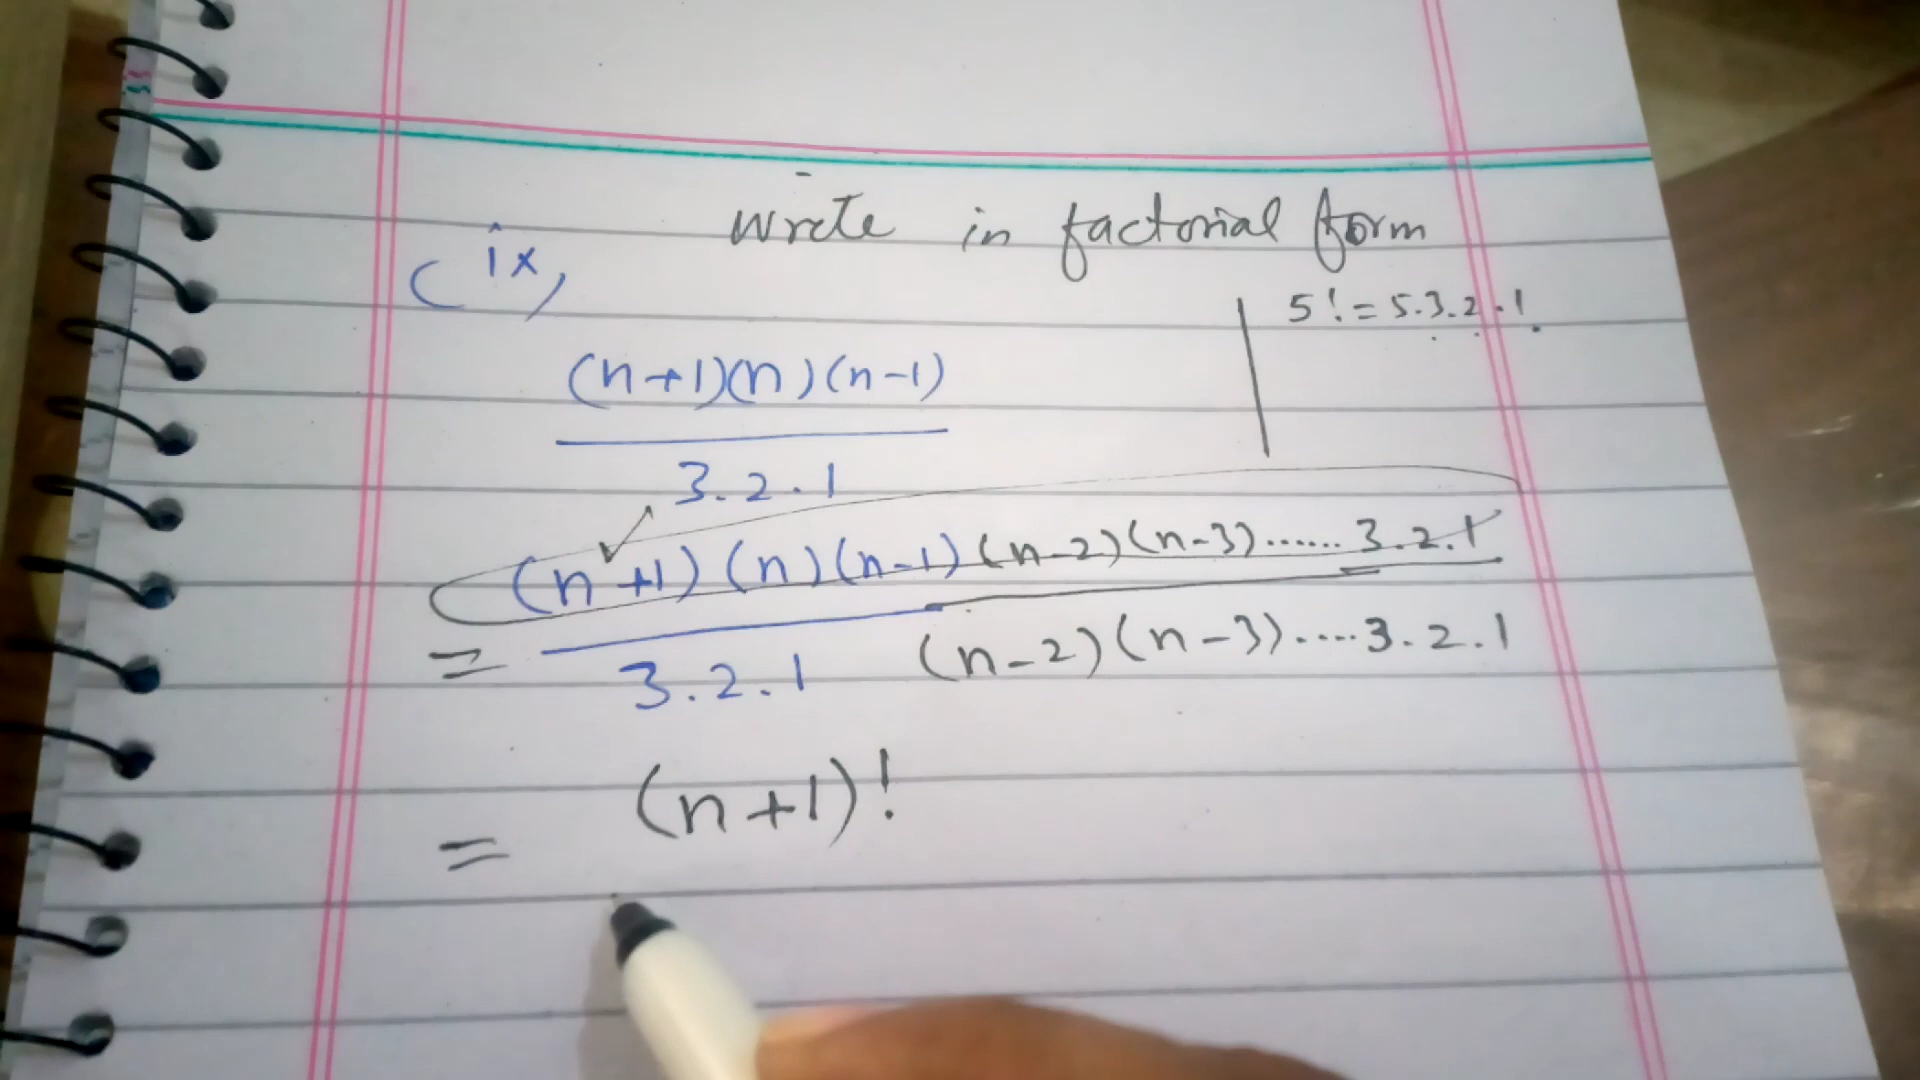 write in factorial form
(ix)
5! = 5.3.2.1
(n+1)(n)(n-1)
3.2.1
= (n+1)(n)(n-1)(n-2)(n-3)......3.2.1
3.2.1 (n-2)(n-3)....3.2.1
= (n+1)!